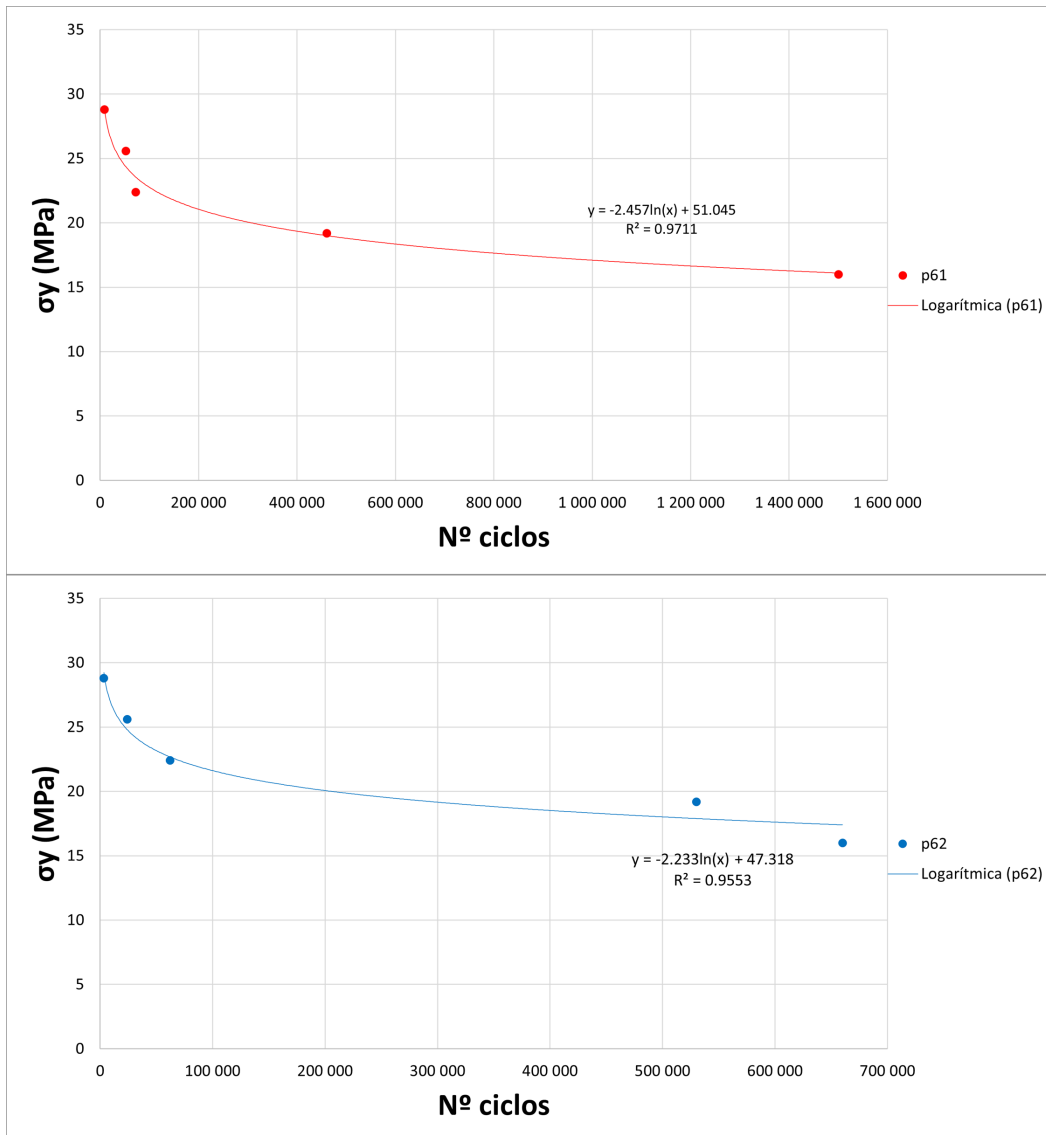 35
30
25
20
15
10
5
0
σy (MPa)
y = -2.457ln(x) + 51.045
R² = 0.9711
p61
Logarítmica (p61)
0 200 000 400 000 600 000 800 000 1 000 000 1 200 000 1 400 000 1 600 000
Nº ciclos
35
30
25
20
15
10
5
0
σy (MPa)
y = -2.233ln(x) + 47.318
R² = 0.9553
p62
Logarítmica (p62)
0 100 000 200 000 300 000 400 000 500 000 600 000 700 000
Nº ciclos